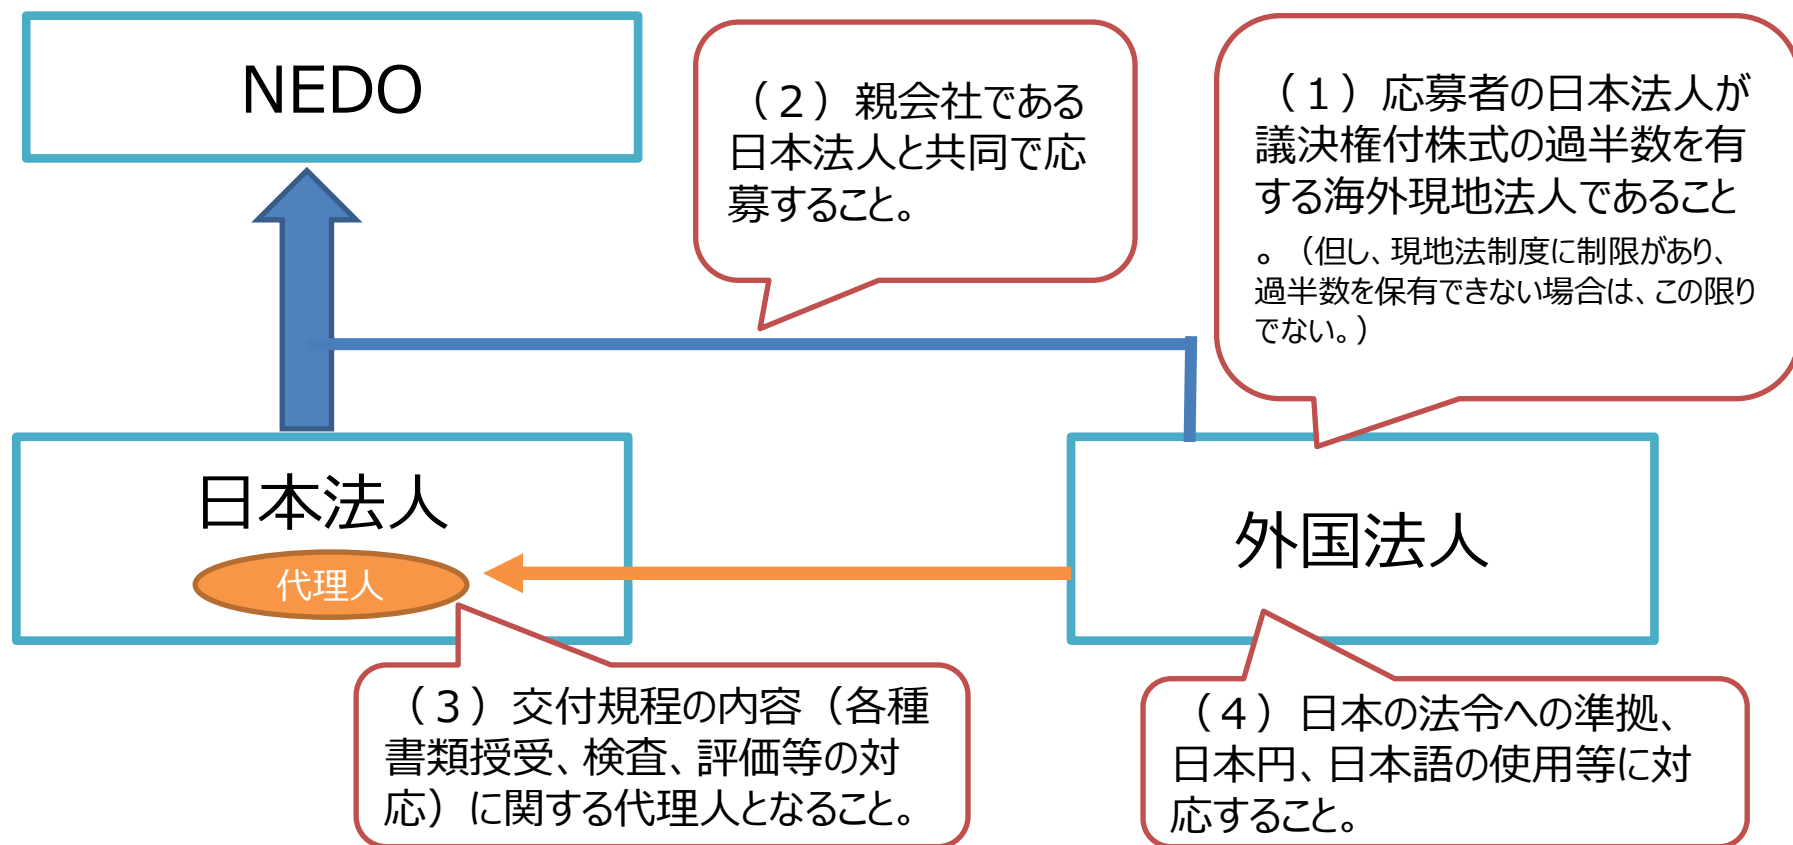 NEDO
（２）親会社である
日本法人と共同で応
募すること。
（１）応募者の日本法人が
議決権付株式の過半数を有
する海外現地法人であること
。（但し、現地法制度に制限があり、
過半数を保有できない場合は、この限り
でない。）
日本法人
代理人
外国法人
（３）交付規程の内容（各種
書類授受、検査、評価等の対
応）に関する代理人となること。
（４）日本の法令への準拠、
日本円、日本語の使用等に対
応すること。